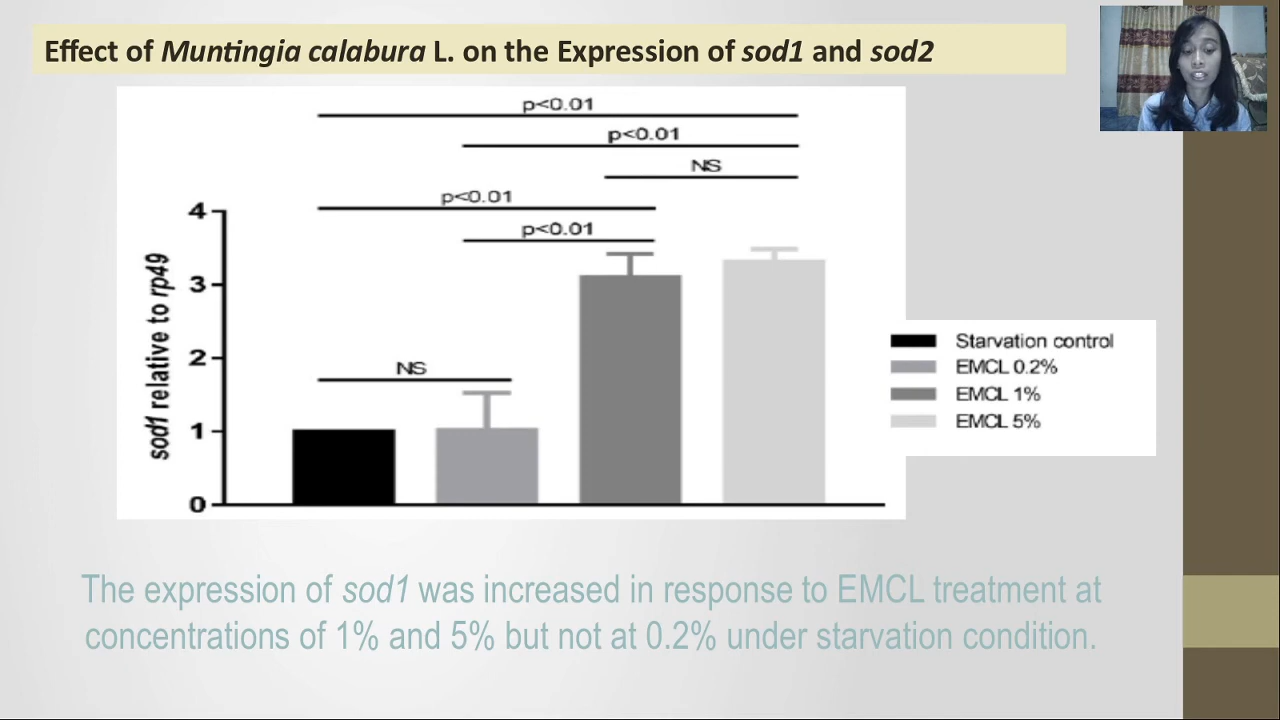 Effect of Muntingia calabura L. on the Expression of sod1 and sod2
p<0.01
p<0.01
NS
p<0.01
p<0.01
NS
sod1 relative to rp49
4
3
2
1
0
Starvation control
EMCL 0.2%
EMCL 1%
EMCL 5%
The expression of sod1 was increased in response to EMCL treatment at
concentrations of 1% and 5% but not at 0.2% under starvation condition.